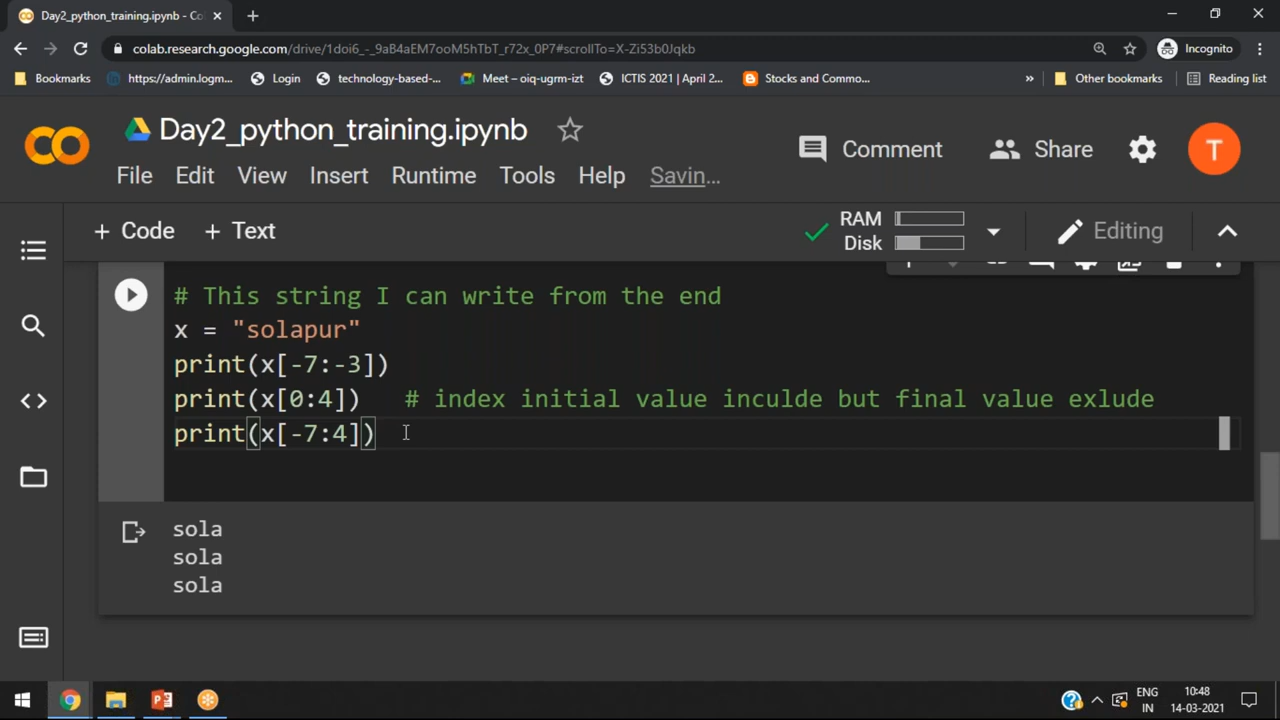 Day2_python_training.ipynb - Co
colab.research.google.com/drive/1doi6_-_9aB4aEM7ooM5hTbT_r72x_0P7#scrollTo=X-Zi53b0Jqkb
Incognito
Bookmarks
https://admin.logm...
Login
technology-based-...
Meet – oiq-ugrm-izt
ICTIS 2021 | April 2...
Stocks and Commo...
»
Other bookmarks
Reading list
Day2_python_training.ipynb
Comment
Share
T
File Edit View Insert Runtime Tools Help Savin...
+ Code + Text
RAM
Disk
Editing
# This string I can write from the end
x = "solapur"
print(x[-7:-3])
print(x[0:4])   # index initial value inculde but final value exlude
print(x[-7:4])
sola
sola
sola
ENG
IN
10:48
14-03-2021